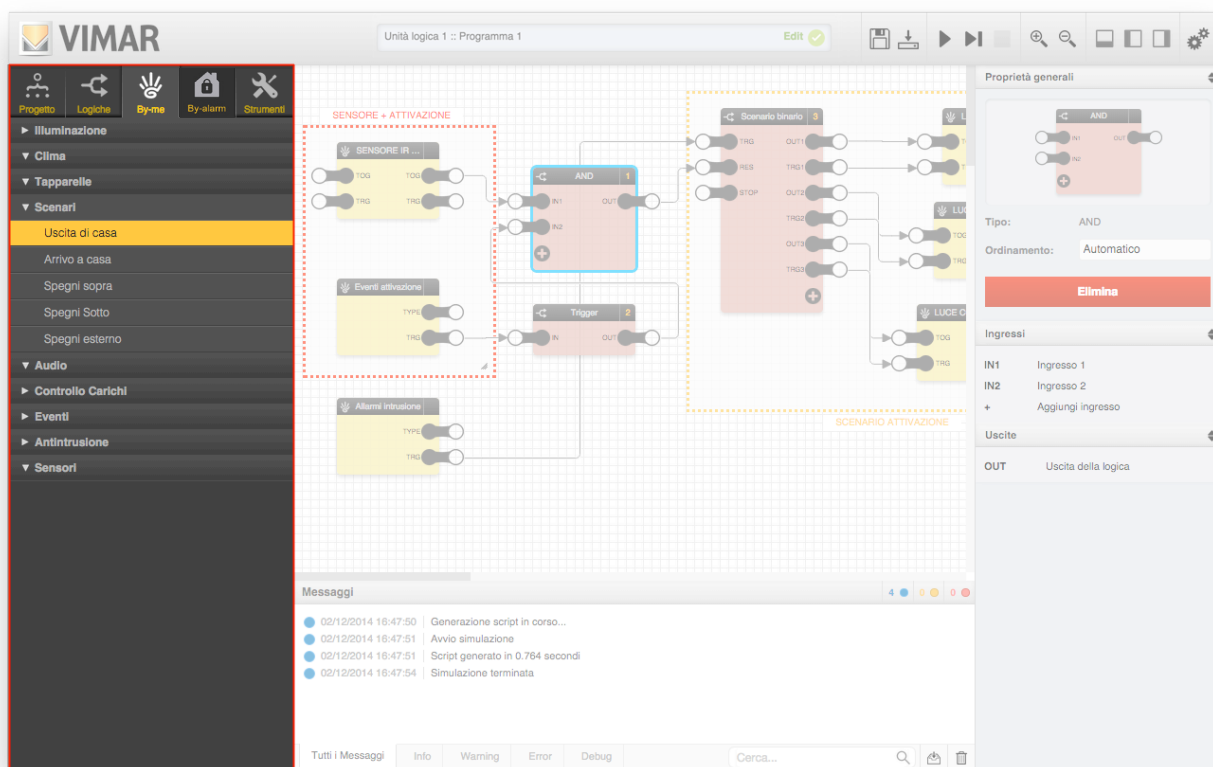 VIMAR
Unità logica 1 :: Programma 1
Edit
Progetto
Logiche
By-me
By-alarm
Strumenti
Illuminazione
Clima
Tapparelle
Scenari
Uscita di casa
Arrivo a casa
Spegni sopra
Spegni Sotto
Spegni esterno
Audio
Controllo Carichi
Eventi
Antintrusione
Sensori
SENSORE + ATTIVAZIONE
SENSORE IR ...
TOG TOG
TRG TRG
Eventi attivazione
TYPE
TRG
Allarmi intrusione
TYPE
TRG
AND 1
IN1 OUT
IN2
Trigger 2
IN OUT
Scenario binario 3
TRG OUT1
RES TRG1
STOP OUT2
TRG2
OUT3
TRG3
LUC
TOG
TRG
LUCE C
TOG
TRG
SCENARIO ATTIVAZIONE
Messaggi
4 0 0
02/12/2014 16:47:50 Generazione script in corso...
02/12/2014 16:47:51 Avvio simulazione
02/12/2014 16:47:51 Script generato in 0.764 secondi
02/12/2014 16:47:54 Simulazione terminata
Tutti i Messaggi Info Warning Error Debug
Cerca...
Proprietà generali
AND
IN1 OUT
IN2
Tipo: AND
Ordinamento: Automatico
Elimina
Ingressi
IN1 Ingresso 1
IN2 Ingresso 2
+ Aggiungi ingresso
Uscite
OUT Uscita della logica